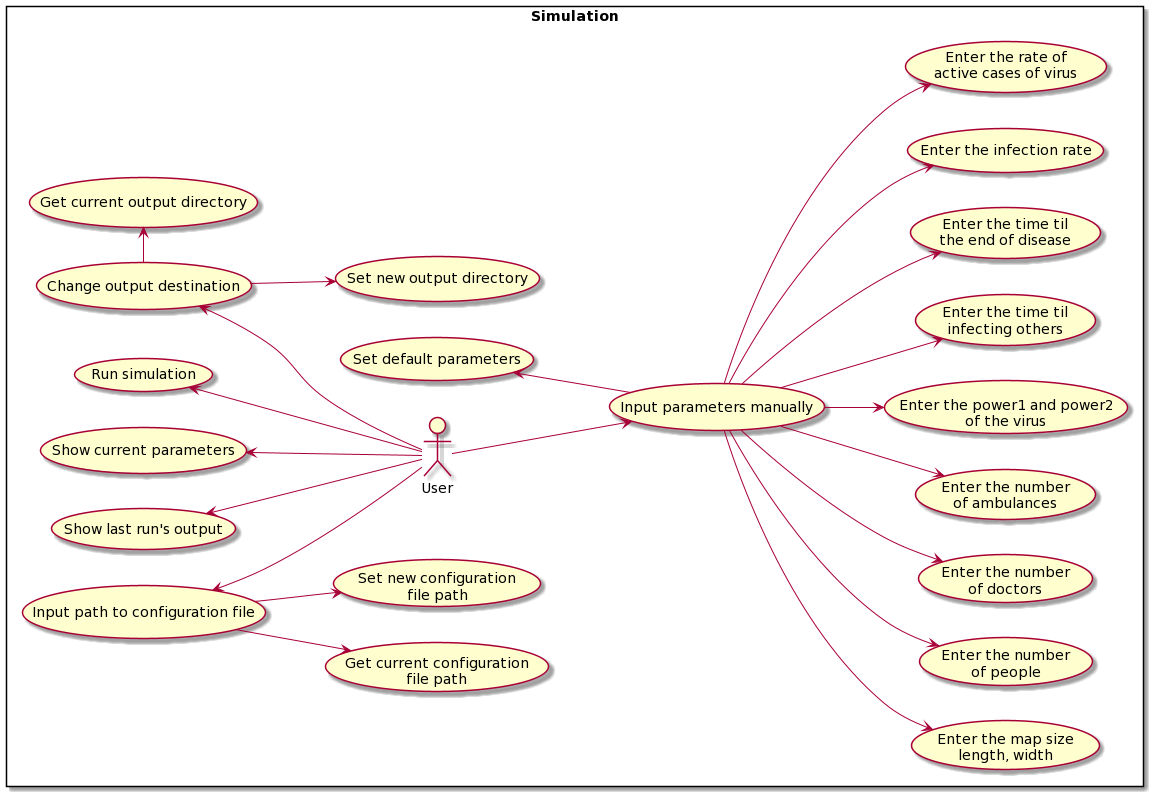 Simulation
Enter the rate of
active cases of virus
Enter the infection rate
Get current output directory
Enter the time til
the end of disease
Change output destination
Set new output directory
Enter the time til
infecting others
Set default parameters
Run simulation
Input parameters manually
Enter the power1 and power2
of the virus
Show current parameters
User
Enter the number
of ambulances
Show last run's output
Set new configuration
file path
Enter the number
of doctors
Input path to configuration file
Get current configuration
file path
Enter the number
of people
Enter the map size
length, width